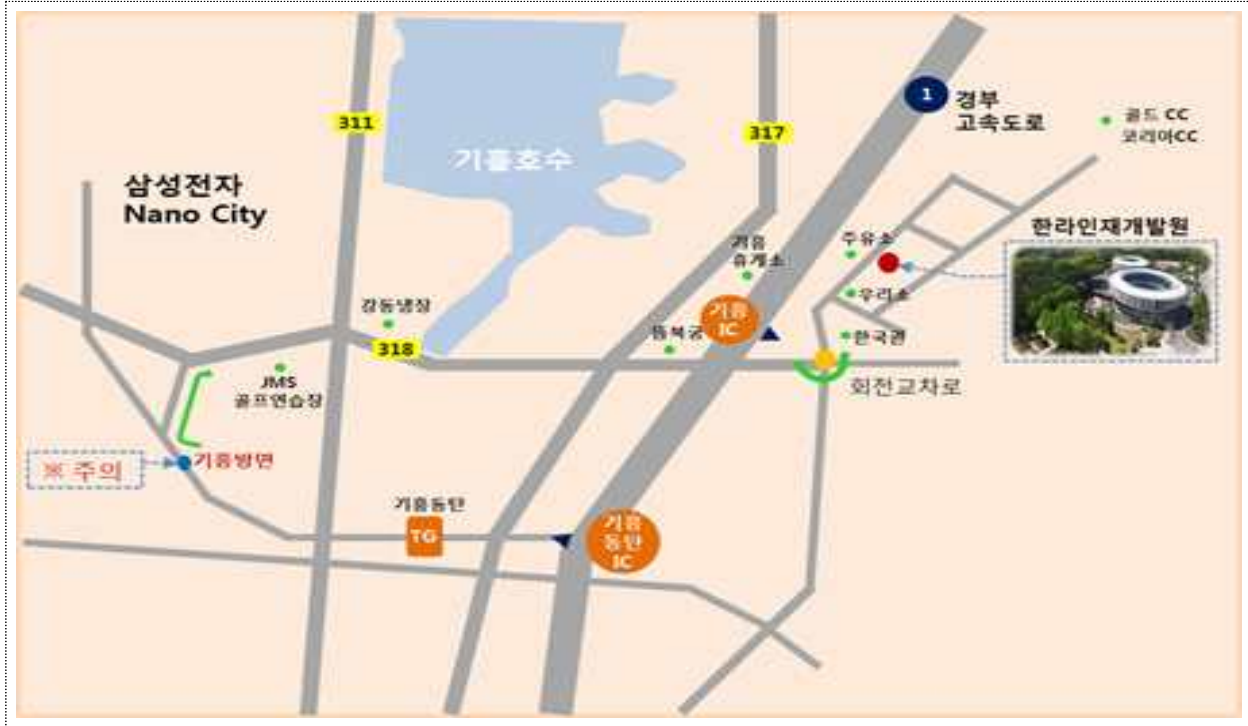 311
317
1
경부
고속도로
골드 CC
코리아CC
기흥호수
삼성전자
Nano City
한라인재개발원
주유소
기흥
휴게소
우리소
강동냉장
기흥
IC
318
한국관
JMS
골프연습장
회전교차로
※ 주의
기흥방면
기흥동탄
TG
기흥
동탄
IC